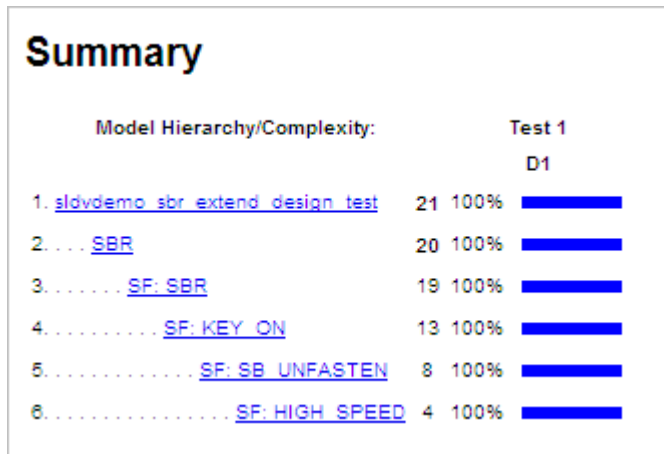 Summary
Model Hierarchy/Complexity: Test 1
D1
1. sldvdemo_sbr_extend_design_test 21 100%
2. . . . SBR 20 100%
3. . . . . . . SF: SBR 19 100%
4. . . . . . . . . . SF: KEY_ON 13 100%
5. . . . . . . . . . . . . SF: SB_UNFASTEN 8 100%
6. . . . . . . . . . . . . . . . SF: HIGH_SPEED 4 100%